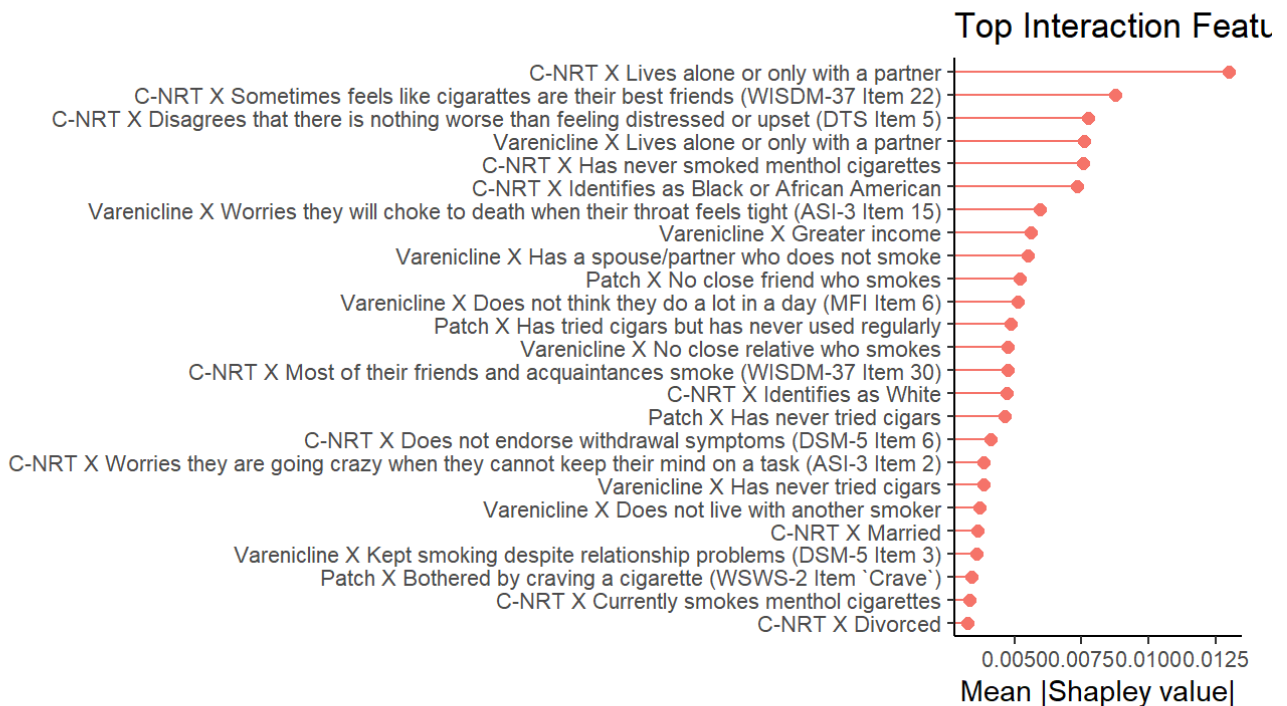 Top Interaction Featu
C-NRT X Lives alone or only with a partner
C-NRT X Sometimes feels like cigarattes are their best friends (WISDM-37 Item 22)
C-NRT X Disagrees that there is nothing worse than feeling distressed or upset (DTS Item 5)
Varenicline X Lives alone or only with a partner
C-NRT X Has never smoked menthol cigarettes
C-NRT X Identifies as Black or African American
Varenicline X Worries they will choke to death when their throat feels tight (ASI-3 Item 15)
Varenicline X Greater income
Varenicline X Has a spouse/partner who does not smoke
Patch X No close friend who smokes
Varenicline X Does not think they do a lot in a day (MFI Item 6)
Patch X Has tried cigars but has never used regularly
Varenicline X No close relative who smokes
C-NRT X Most of their friends and acquaintances smoke (WISDM-37 Item 30)
C-NRT X Identifies as White
Patch X Has never tried cigars
C-NRT X Does not endorse withdrawal symptoms (DSM-5 Item 6)
C-NRT X Worries they are going crazy when they cannot keep their mind on a task (ASI-3 Item 2)
Varenicline X Has never tried cigars
Varenicline X Does not live with another smoker
C-NRT X Married
Varenicline X Kept smoking despite relationship problems (DSM-5 Item 3)
Patch X Bothered by craving a cigarette (WSWS-2 Item `Crave`)
C-NRT X Currently smokes menthol cigarettes
C-NRT X Divorced
0.0050 0.0075 0.0100 0.0125
Mean |Shapley value|